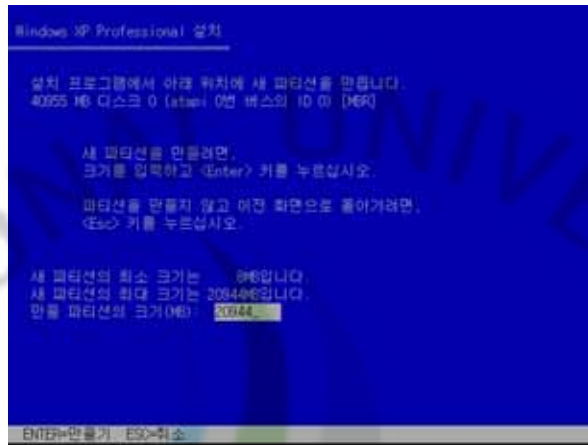 Windows XP Professional 설치
설치 프로그램에서 아래 위치에 새 파티션을 만듭니다.
40955 MB 디스크 0 (atapi 0번 버스의 ID 0) [MBR]
새 파티션을 만들려면,
크기를 입력하고 <Enter> 키를 누르십시오.
파티션을 만들지 않고 이전 화면으로 돌아가려면,
<Esc> 키를 누르십시오.
새 파티션의 최소 크기는 8MB입니다.
새 파티션의 최대 크기는 20944MB입니다.
만들 파티션의 크기(MB): 20944_
ENTER=만들기 ESC=취소